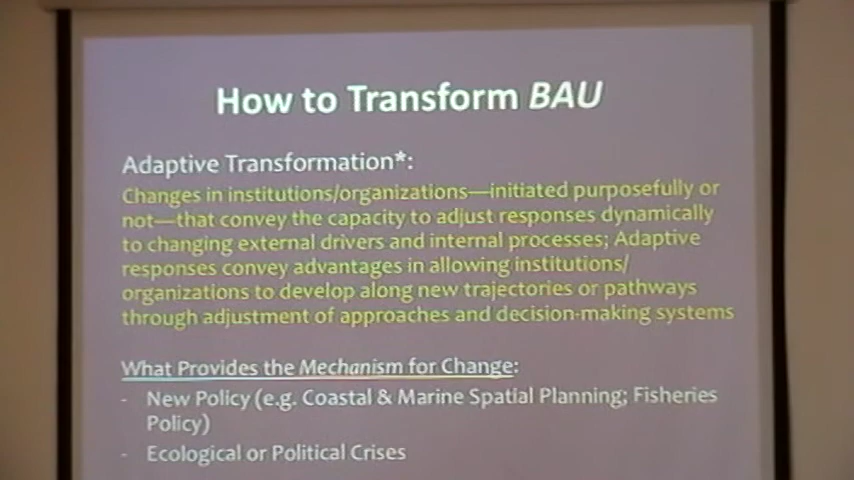 How to Transform BAU
Adaptive Transformation*:
Changes in institutions/organizations—initiated purposefully or
not—that convey the capacity to adjust responses dynamically
to changing external drivers and internal processes; Adaptive
responses convey advantages in allowing institutions/
organizations to develop along new trajectories or pathways
through adjustment of approaches and decision-making systems
What Provides the Mechanism for Change:
- New Policy (e.g. Coastal & Marine Spatial Planning; Fisheries
Policy)
- Ecological or Political Crises